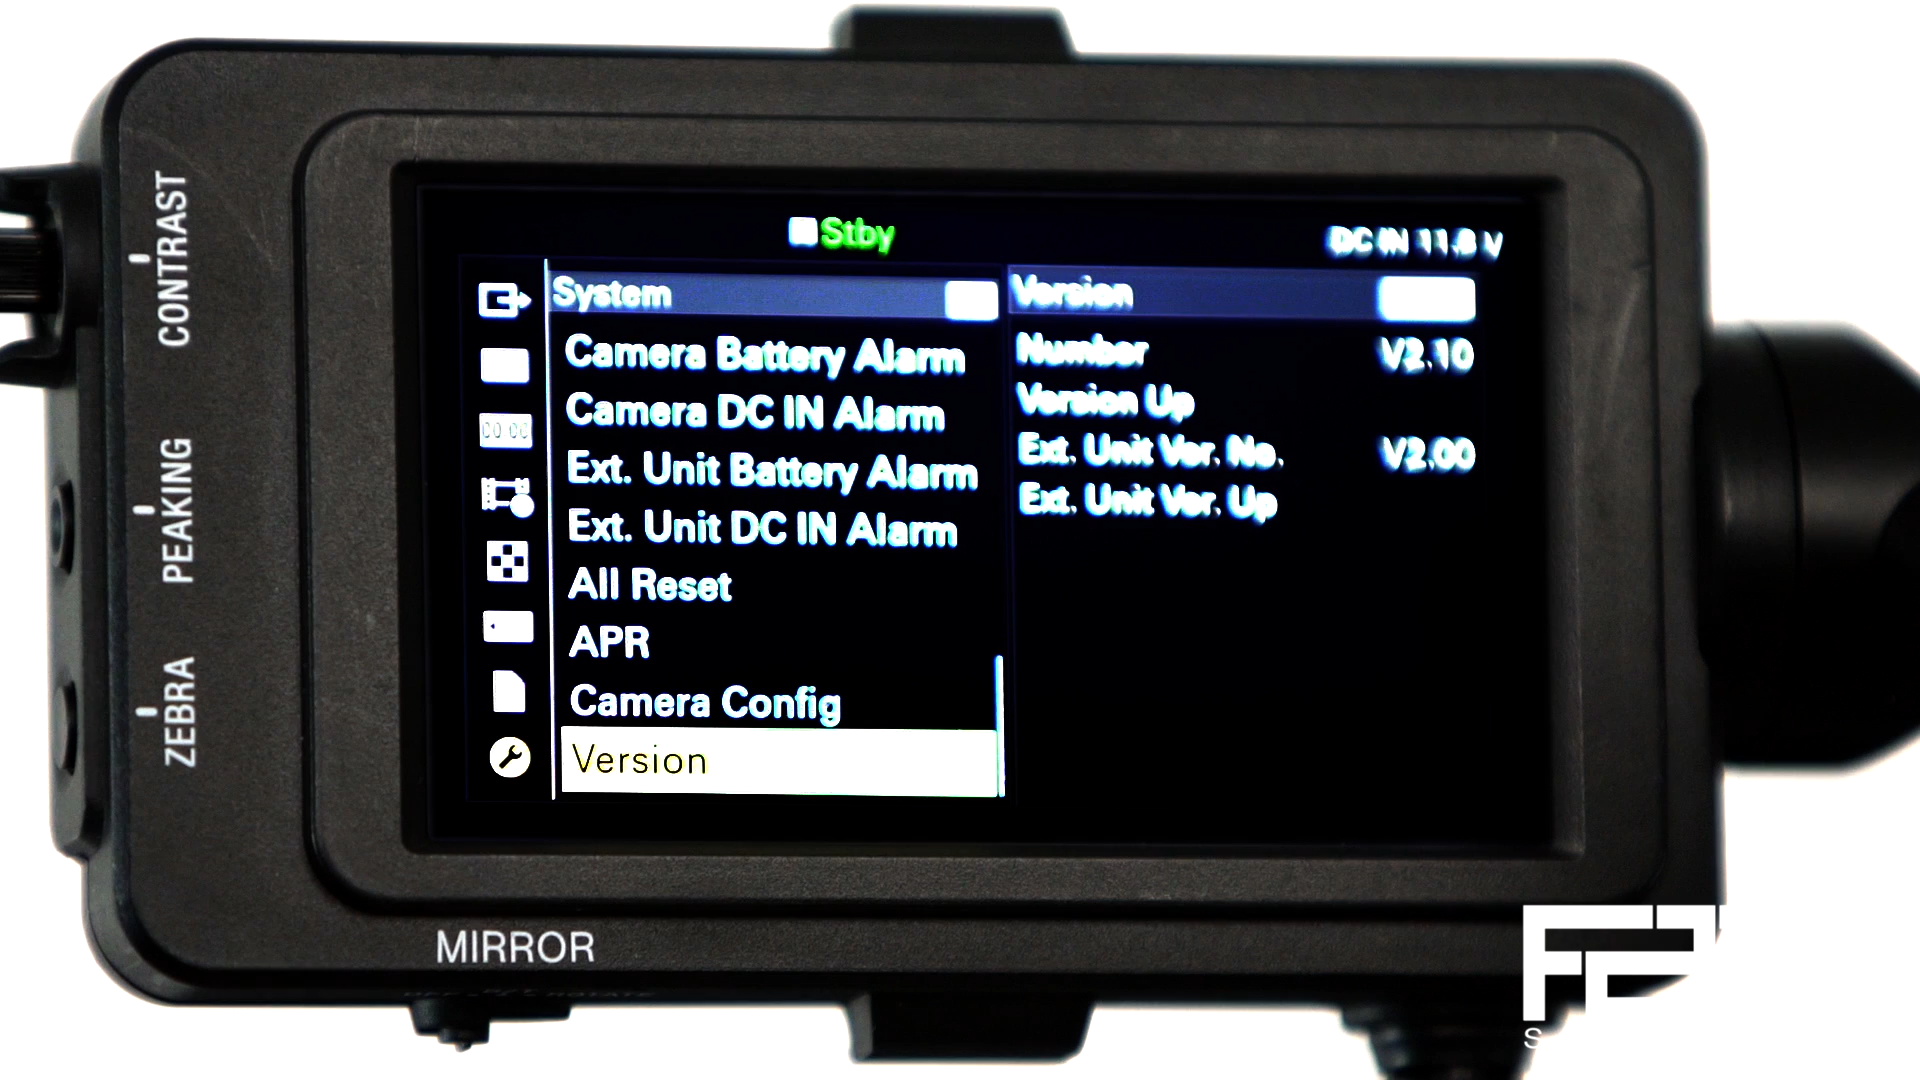 CONTRAST
PEAKING
ZEBRA
MIRROR
Stby
DC IN 11.8 V
System
Camera Battery Alarm
Camera DC IN Alarm
Ext. Unit Battery Alarm
Ext. Unit DC IN Alarm
All Reset
APR
Camera Config
Version
Version
Number V2.10
Version Up
Ext. Unit Ver. No. V2.00
Ext. Unit Ver. Up
00:00